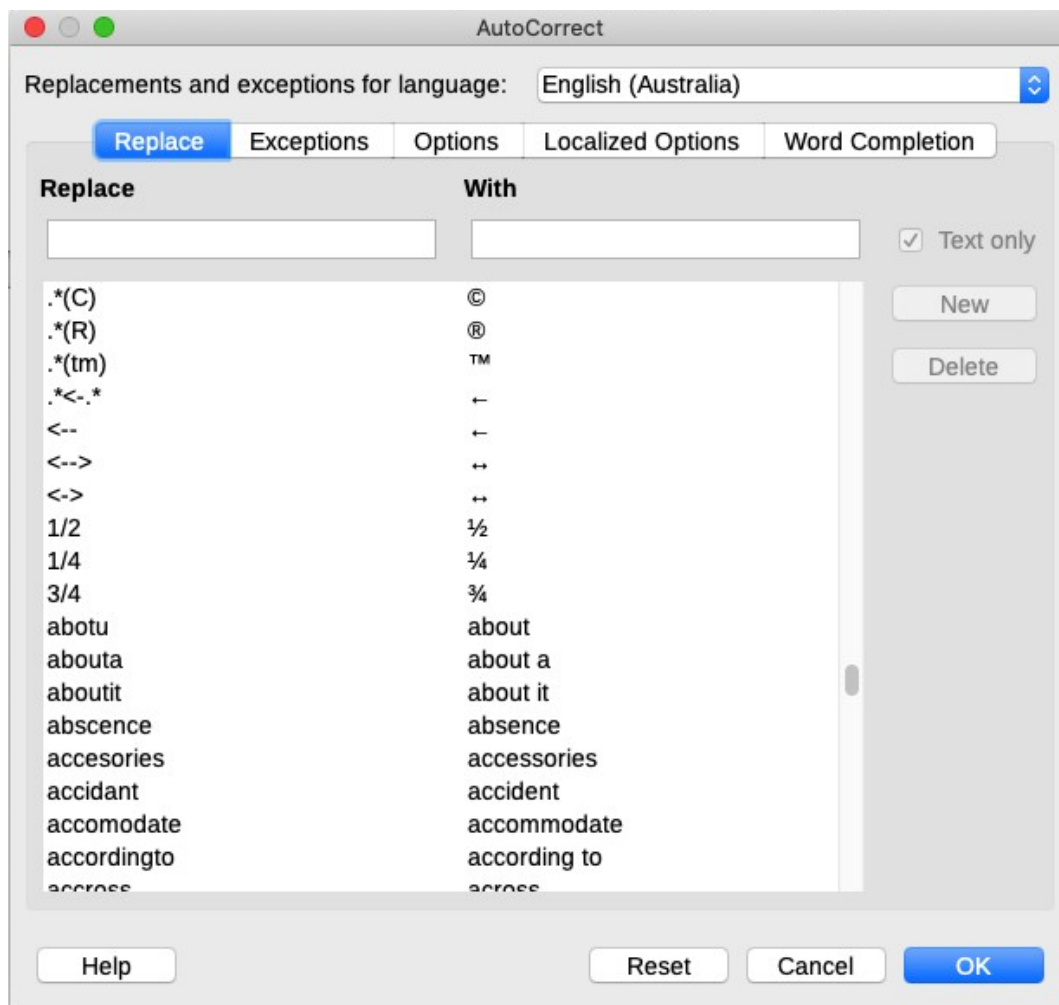 AutoCorrect
Replacements and exceptions for language: English (Australia)
Replace Exceptions Options Localized Options Word Completion
Replace With
Text only
.*(C) ©
.*(R) ®
.*(tm) ™
.*<-.* ←
<-- ←
<--> ↔
<-> ↔
1/2 ½
1/4 ¼
3/4 ¾
abotu about
abouta about a
aboutit about it
abscence absence
accesories accessories
accidant accident
accomodate accommodate
accordingto according to
accross across
New
Delete
Help Reset Cancel OK